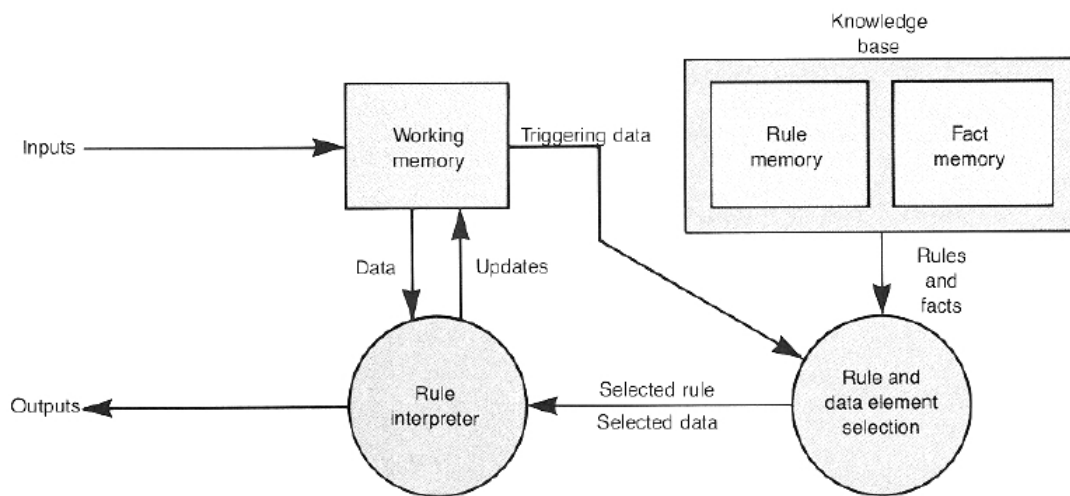 Knowledge
base
Working
memory
Triggering data
Rule
memory
Fact
memory
Inputs
Data
Updates
Rules
and
facts
Rule
interpreter
Selected rule
Selected data
Rule and
data element
selection
Outputs